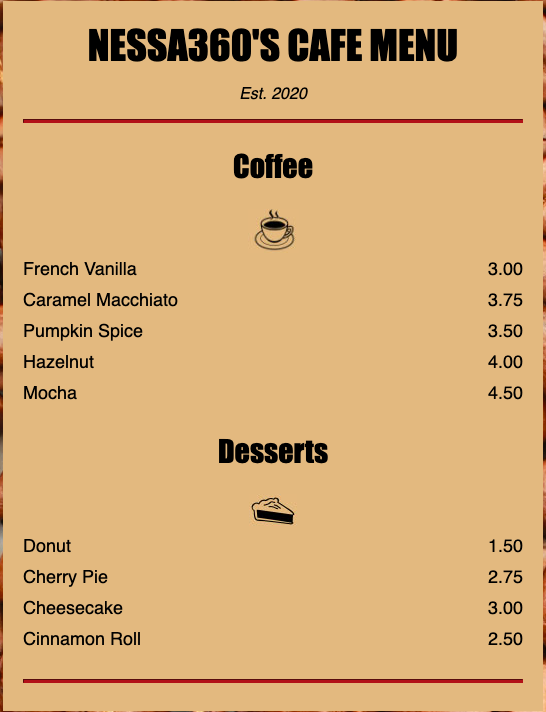 NESSA360'S CAFE MENU
Est. 2020
Coffee
French Vanilla 3.00
Caramel Macchiato 3.75
Pumpkin Spice 3.50
Hazelnut 4.00
Mocha 4.50
Desserts
Donut 1.50
Cherry Pie 2.75
Cheesecake 3.00
Cinnamon Roll 2.50